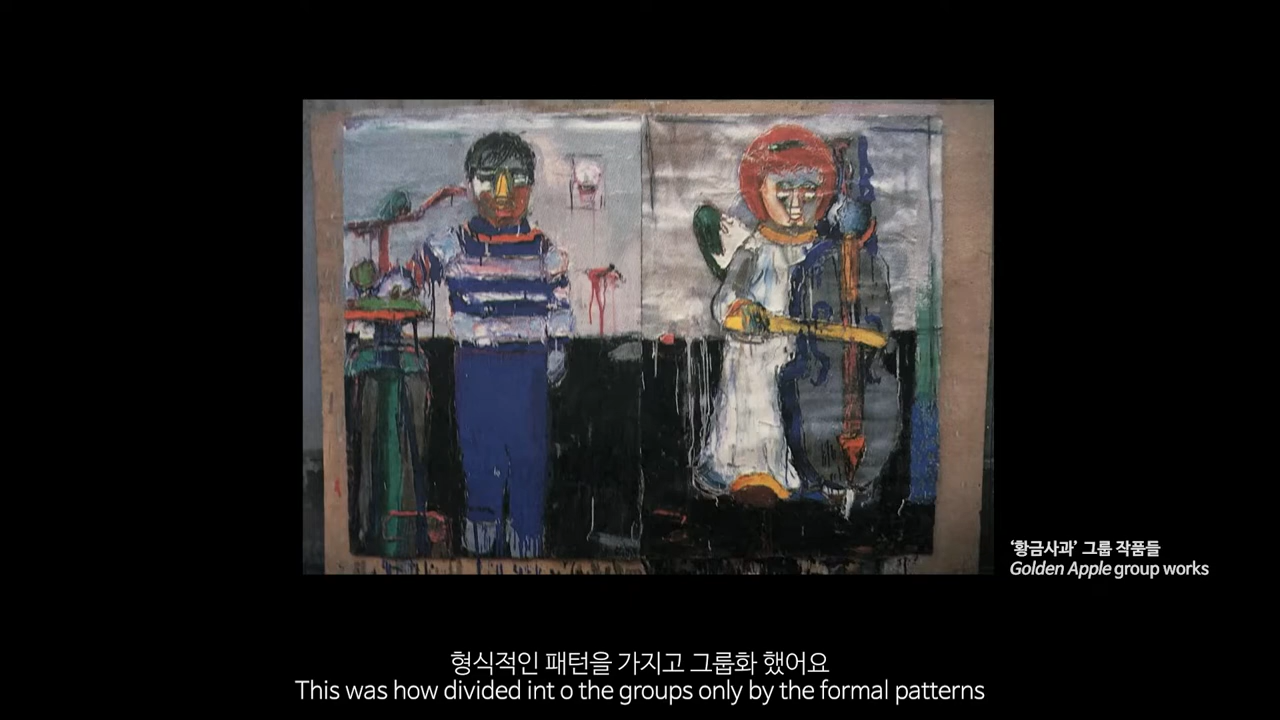 ‘황금사과’ 그룹 작품들
Golden Apple group works
형식적인 패턴을 가지고 그룹화 했어요
This was how divided int o the groups only by the formal patterns